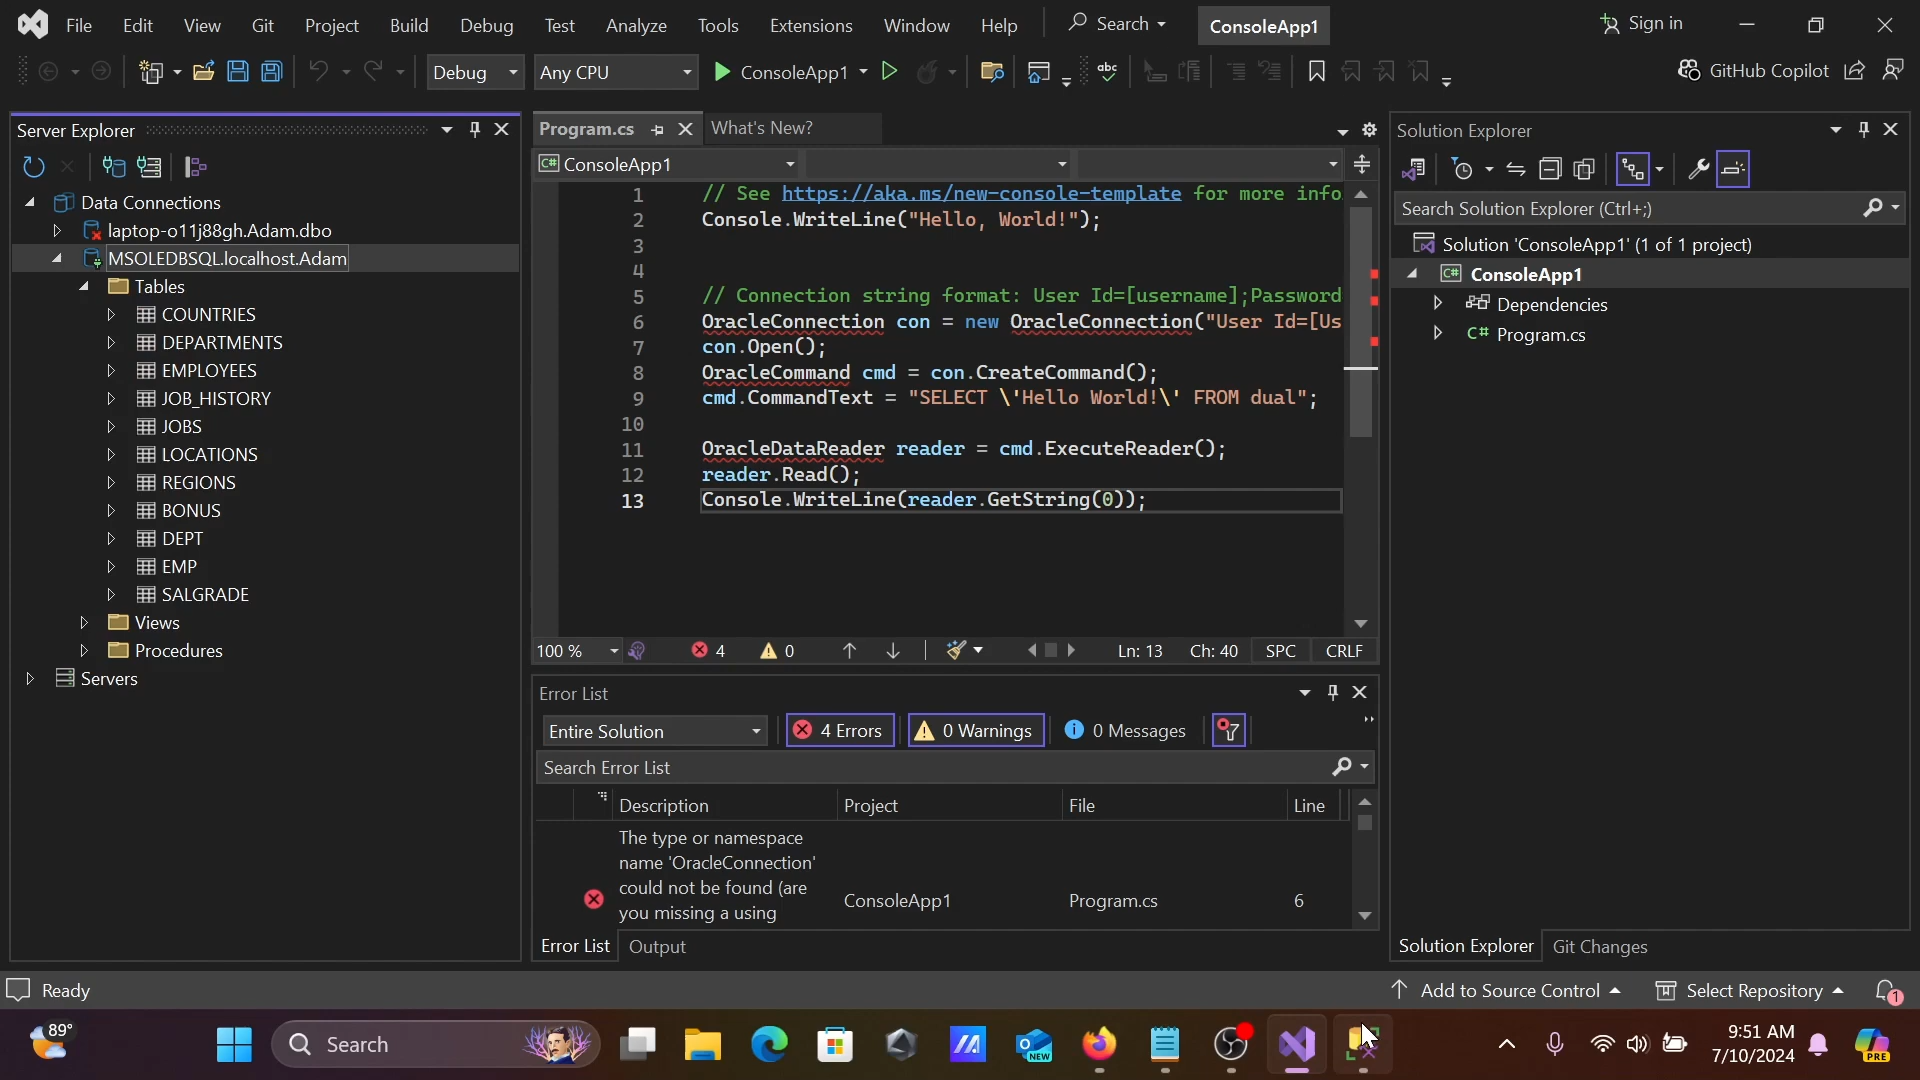 File Edit View Git Project Build Debug Test Analyze Tools Extensions Window Help Search ConsoleApp1 Sign in
Debug Any CPU ConsoleApp1 abc GitHub Copilot
Server Explorer
Data Connections
laptop-o11j88gh.Adam.dbo
MSOLEDBSQL.localhost.Adam
Tables
COUNTRIES
DEPARTMENTS
EMPLOYEES
JOB_HISTORY
JOBS
LOCATIONS
REGIONS
BONUS
DEPT
EMP
SALGRADE
Views
Procedures
Servers
Program.cs What's New?
C# ConsoleApp1
1 // See https://aka.ms/new-console-template for more info
2 Console.WriteLine("Hello, World!");
3
4
5 // Connection string format: User Id=[username];Password
6 OracleConnection con = new OracleConnection("User Id=[Us
7 con.Open();
8 OracleCommand cmd = con.CreateCommand();
9 cmd.CommandText = "SELECT \'Hello World!\' FROM dual";
10
11 OracleDataReader reader = cmd.ExecuteReader();
12 reader.Read();
13 Console.WriteLine(reader.GetString(0));
100 % 4 0 Ln: 13 Ch: 40 SPC CRLF
Error List
Entire Solution 4 Errors 0 Warnings 0 Messages
Search Error List
Description Project File Line
The type or namespace
name 'OracleConnection'
could not be found (are
you missing a using
ConsoleApp1 Program.cs 6
Error List Output
Solution Explorer
Search Solution Explorer (Ctrl+;)
Solution 'ConsoleApp1' (1 of 1 project)
C# ConsoleApp1
Dependencies
C# Program.cs
Solution Explorer Git Changes
Ready Add to Source Control Select Repository 1
89° Search NEW 9:51 AM
7/10/2024 PRE